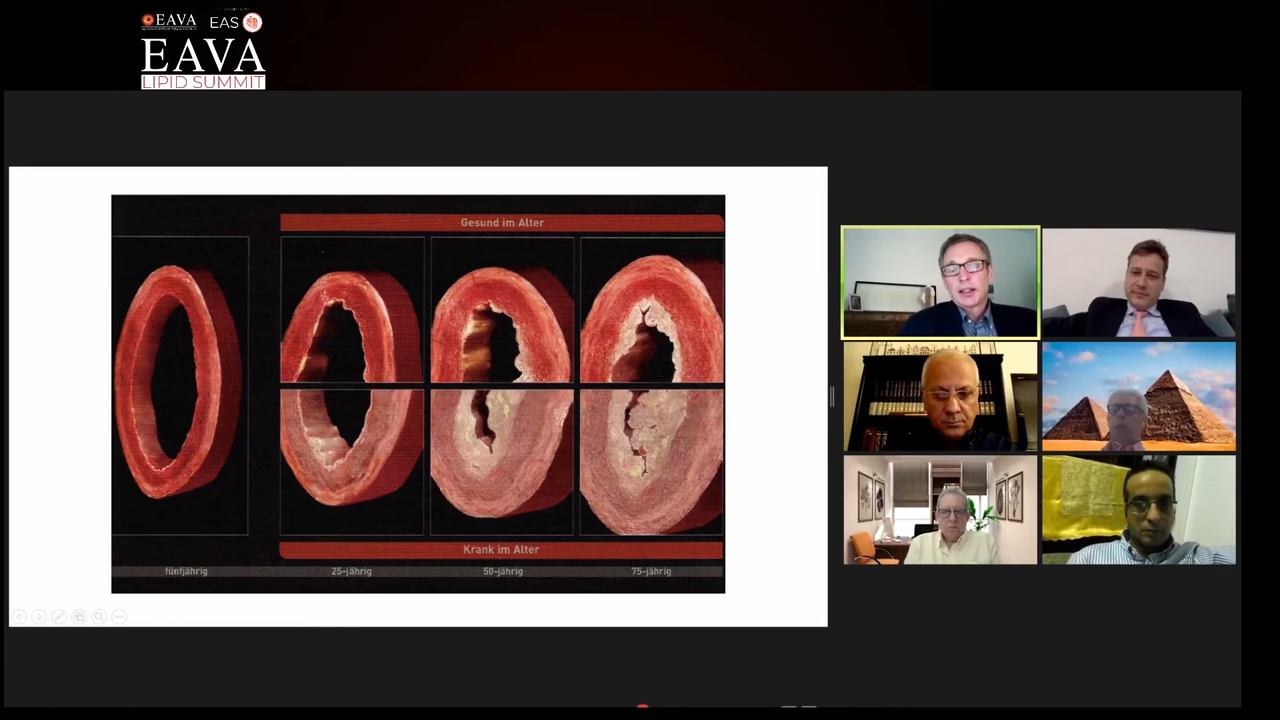 EAVA
EAS
EAVA
LIPID SUMMIT
Gesund im Alter
Krank im Alter
fünfjährig
25-jährig
50-jährig
75-jährig